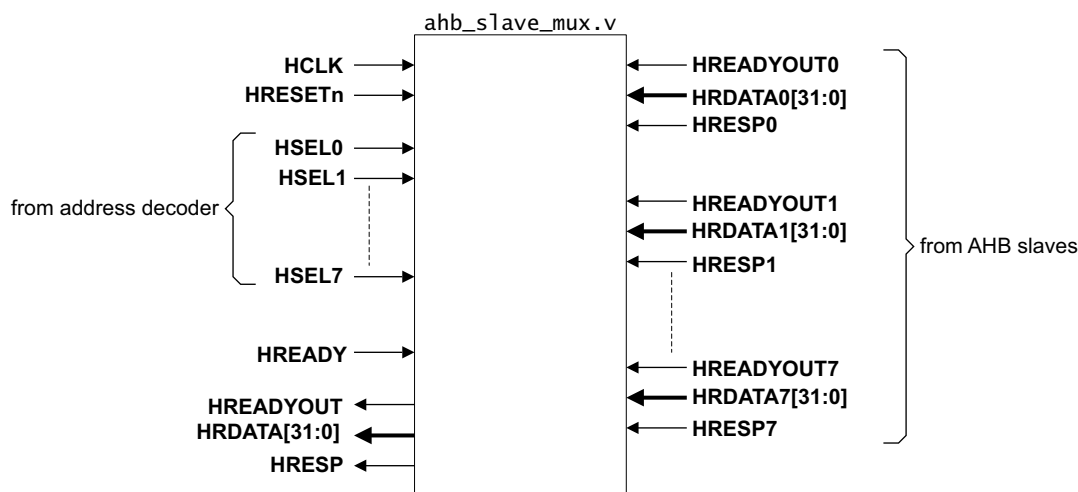 ahb_slave_mux.v
HCLK
HRESETn
HSEL0
HSEL1
from address decoder
HSEL7
HREADY
HREADYOUT
HRDATA[31:0]
HRESP
HREADYOUT0
HRDATA0[31:0]
HRESP0
HREADYOUT1
HRDATA1[31:0]
HRESP1
from AHB slaves
HREADYOUT7
HRDATA7[31:0]
HRESP7